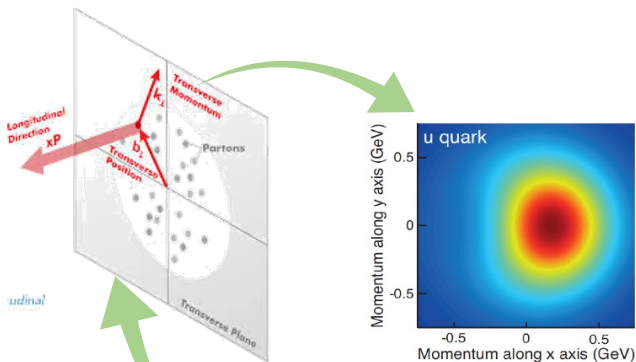 Longitudinal
Direction
xp
k⊥
Transverse
Momentum
b⊥
Transverse
Position
Partons
Transverse Plane
udinal
u quark
Momentum along y axis (GeV)
0.5
0
-0.5
-0.5
0
0.5
Momentum along x axis (GeV)